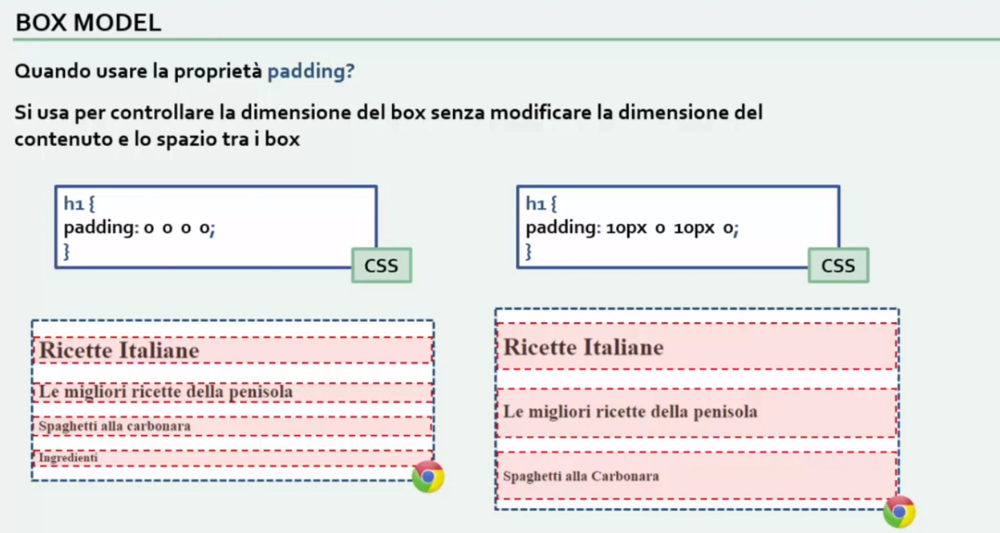 BOX MODEL
Quando usare la proprietà padding?
Si usa per controllare la dimensione del box senza modificare la dimensione del
contenuto e lo spazio tra i box
h1 {
padding: 0 0 0 0;
}
CSS
h1 {
padding: 10px 0 10px 0;
}
CSS
Ricette Italiane
Le migliori ricette della penisola
Spaghetti alla carbonara
Ingredienti
Ricette Italiane
Le migliori ricette della penisola
Spaghetti alla Carbonara